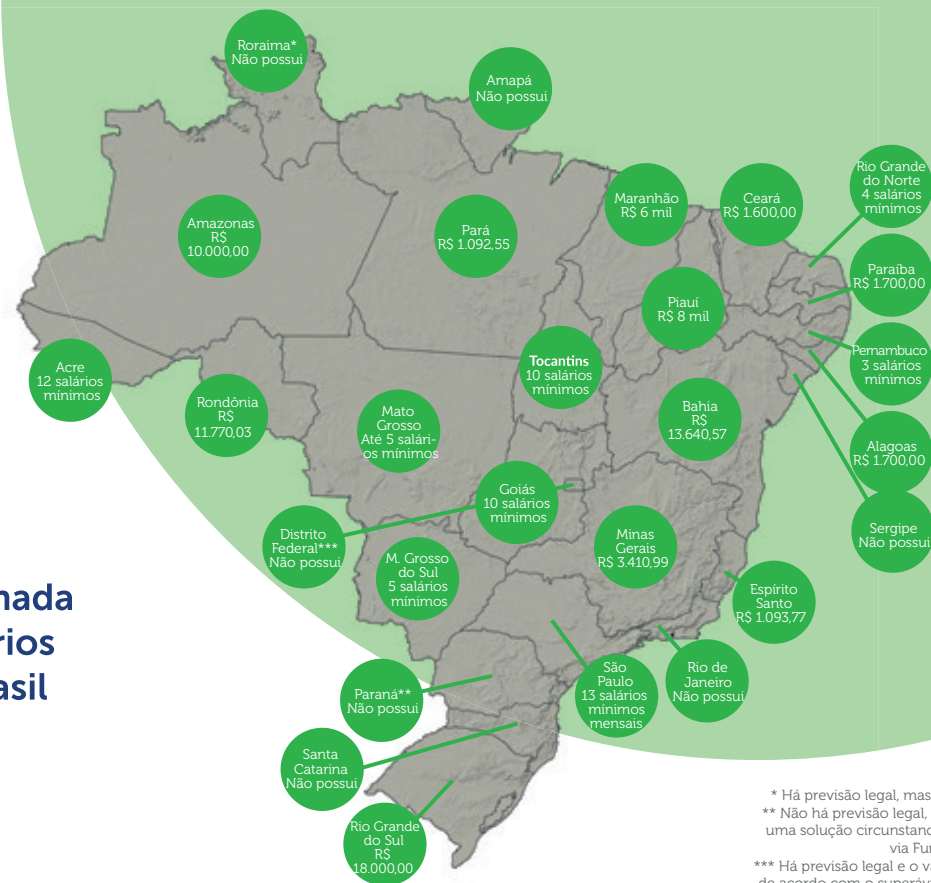 Roraima*
Não possui
Amapá
Não possui
Rio Grande
do Norte
4 salários
mínimos
Maranhão
R$ 6 mil
Ceará
R$ 1.600,00
Amazonas
R$
10.000,00
Pará
R$ 1.092,55
Paraíba
R$ 1.700,00
Piauí
R$ 8 mil
Pernambuco
3 salários
mínimos
Acre
12 salários
mínimos
Tocantins
10 salários
mínimos
Rondônia
R$
11.770,03
Mato
Grosso
Até 5 salári-
os mínimos
Bahia
R$
13.640,57
Alagoas
R$ 1.700,00
Goiás
10 salários
mínimos
Sergipe
Não possui
Distrito
Federal***
Não possui
Minas
Gerais
R$ 3.410,99
M. Grosso
do Sul
5 salários
mínimos
Espírito
Santo
R$ 1.093,77
nada
rios
asil
Paraná**
Não possui
São
Paulo
13 salários
mínimos
mensais
Rio de
Janeiro
Não possui
Santa
Catarina
Não possui
Rio Grande
do Sul
R$
18.000,00
* Há previsão legal, mas
** Não há previsão legal,
uma solução circunstanc
via Fur
*** Há previsão legal e o va
de acordo com o superáv